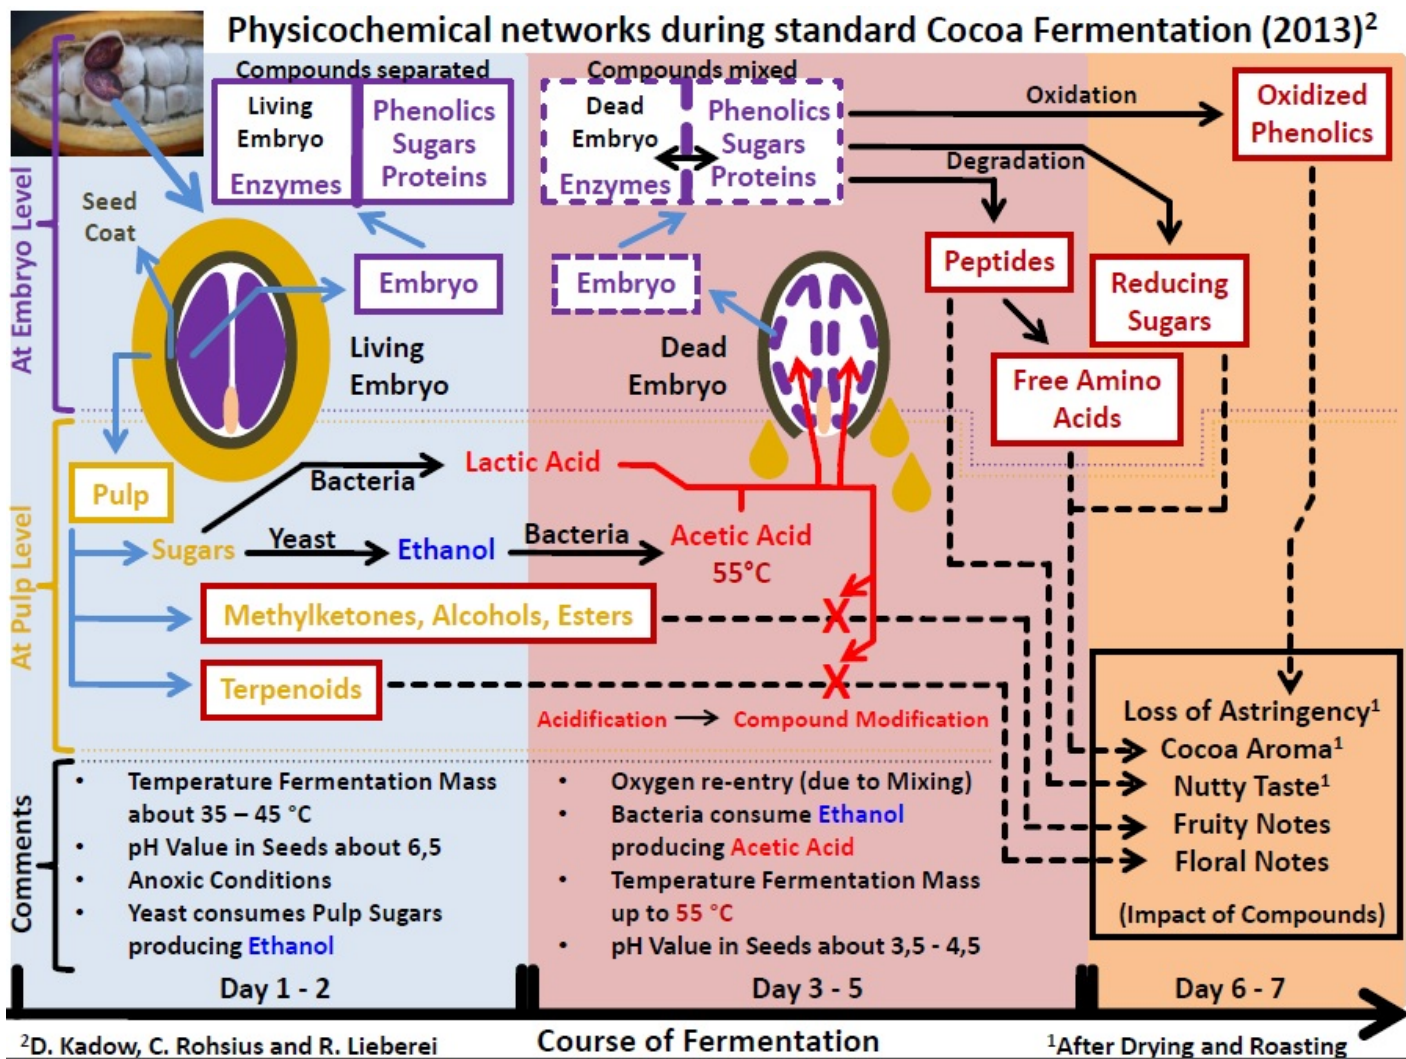 Physicochemical networks during standard Cocoa Fermentation (2013)²
Compounds separated
Living
Embryo
Enzymes
Phenolics
Sugars
Proteins
Compounds mixed
Dead
Embryo
Enzymes
Phenolics
Sugars
Proteins
Oxidation
Degradation
Oxidized
Phenolics
At Embryo Level
Seed
Coat
Embryo
Living
Embryo
Embryo
Dead
Embryo
Peptides
Reducing
Sugars
Free Amino
Acids
At Pulp Level
Pulp
Bacteria
Lactic Acid
Sugars
Yeast
Ethanol
Bacteria
Acetic Acid
55°C
Methylketones, Alcohols, Esters
X
Terpenoids
X
Acidification
Compound Modification
Loss of Astringency¹
Cocoa Aroma¹
Nutty Taste¹
Fruity Notes
Floral Notes
(Impact of Compounds)
Comments
• Temperature Fermentation Mass
about 35 – 45 °C
• pH Value in Seeds about 6,5
• Anoxic Conditions
• Yeast consumes Pulp Sugars
producing Ethanol
• Oxygen re-entry (due to Mixing)
• Bacteria consume Ethanol
producing Acetic Acid
• Temperature Fermentation Mass
up to 55 °C
• pH Value in Seeds about 3,5 - 4,5
Day 1 - 2
Day 3 - 5
Day 6 - 7
²D. Kadow, C. Rohsius and R. Lieberei
Course of Fermentation
¹After Drying and Roasting